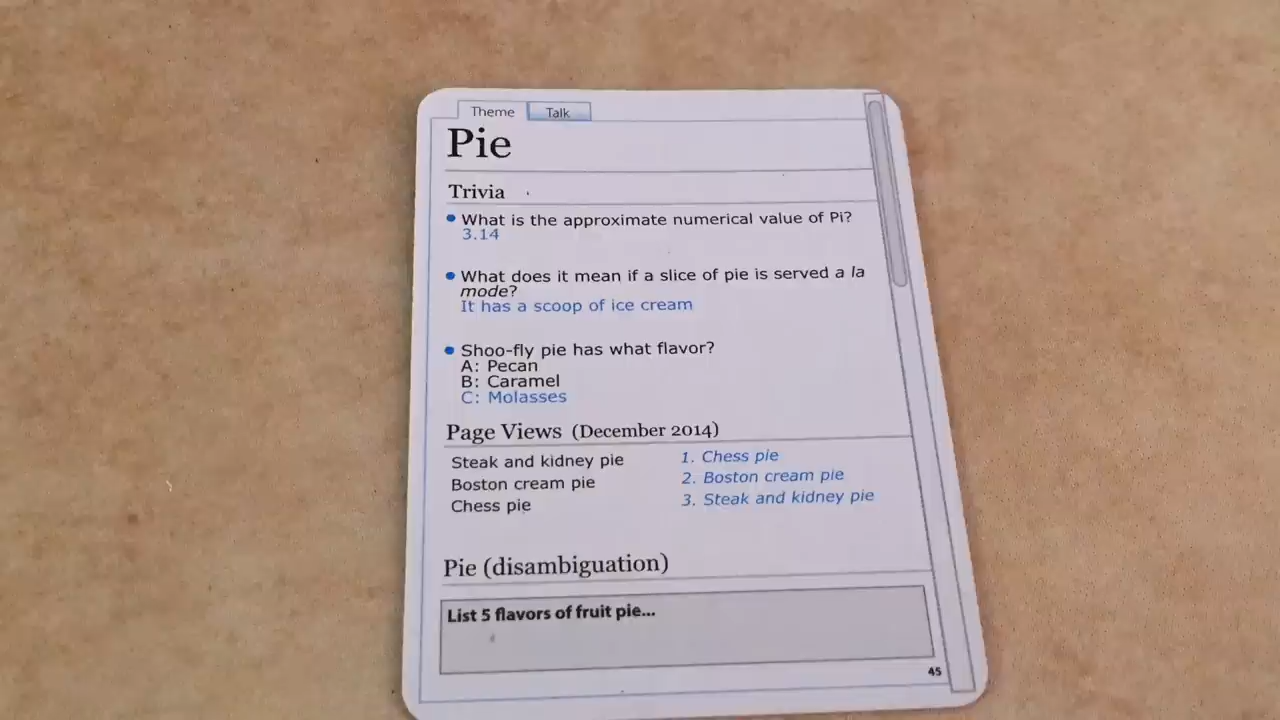 Theme Talk
Pie
Trivia
What is the approximate numerical value of Pi?
3.14
What does it mean if a slice of pie is served a la
mode?
It has a scoop of ice cream
Shoo-fly pie has what flavor?
A: Pecan
B: Caramel
C: Molasses
Page Views (December 2014)
Steak and kidney pie 1. Chess pie
Boston cream pie 2. Boston cream pie
Chess pie 3. Steak and kidney pie
Pie (disambiguation)
List 5 flavors of fruit pie...
45